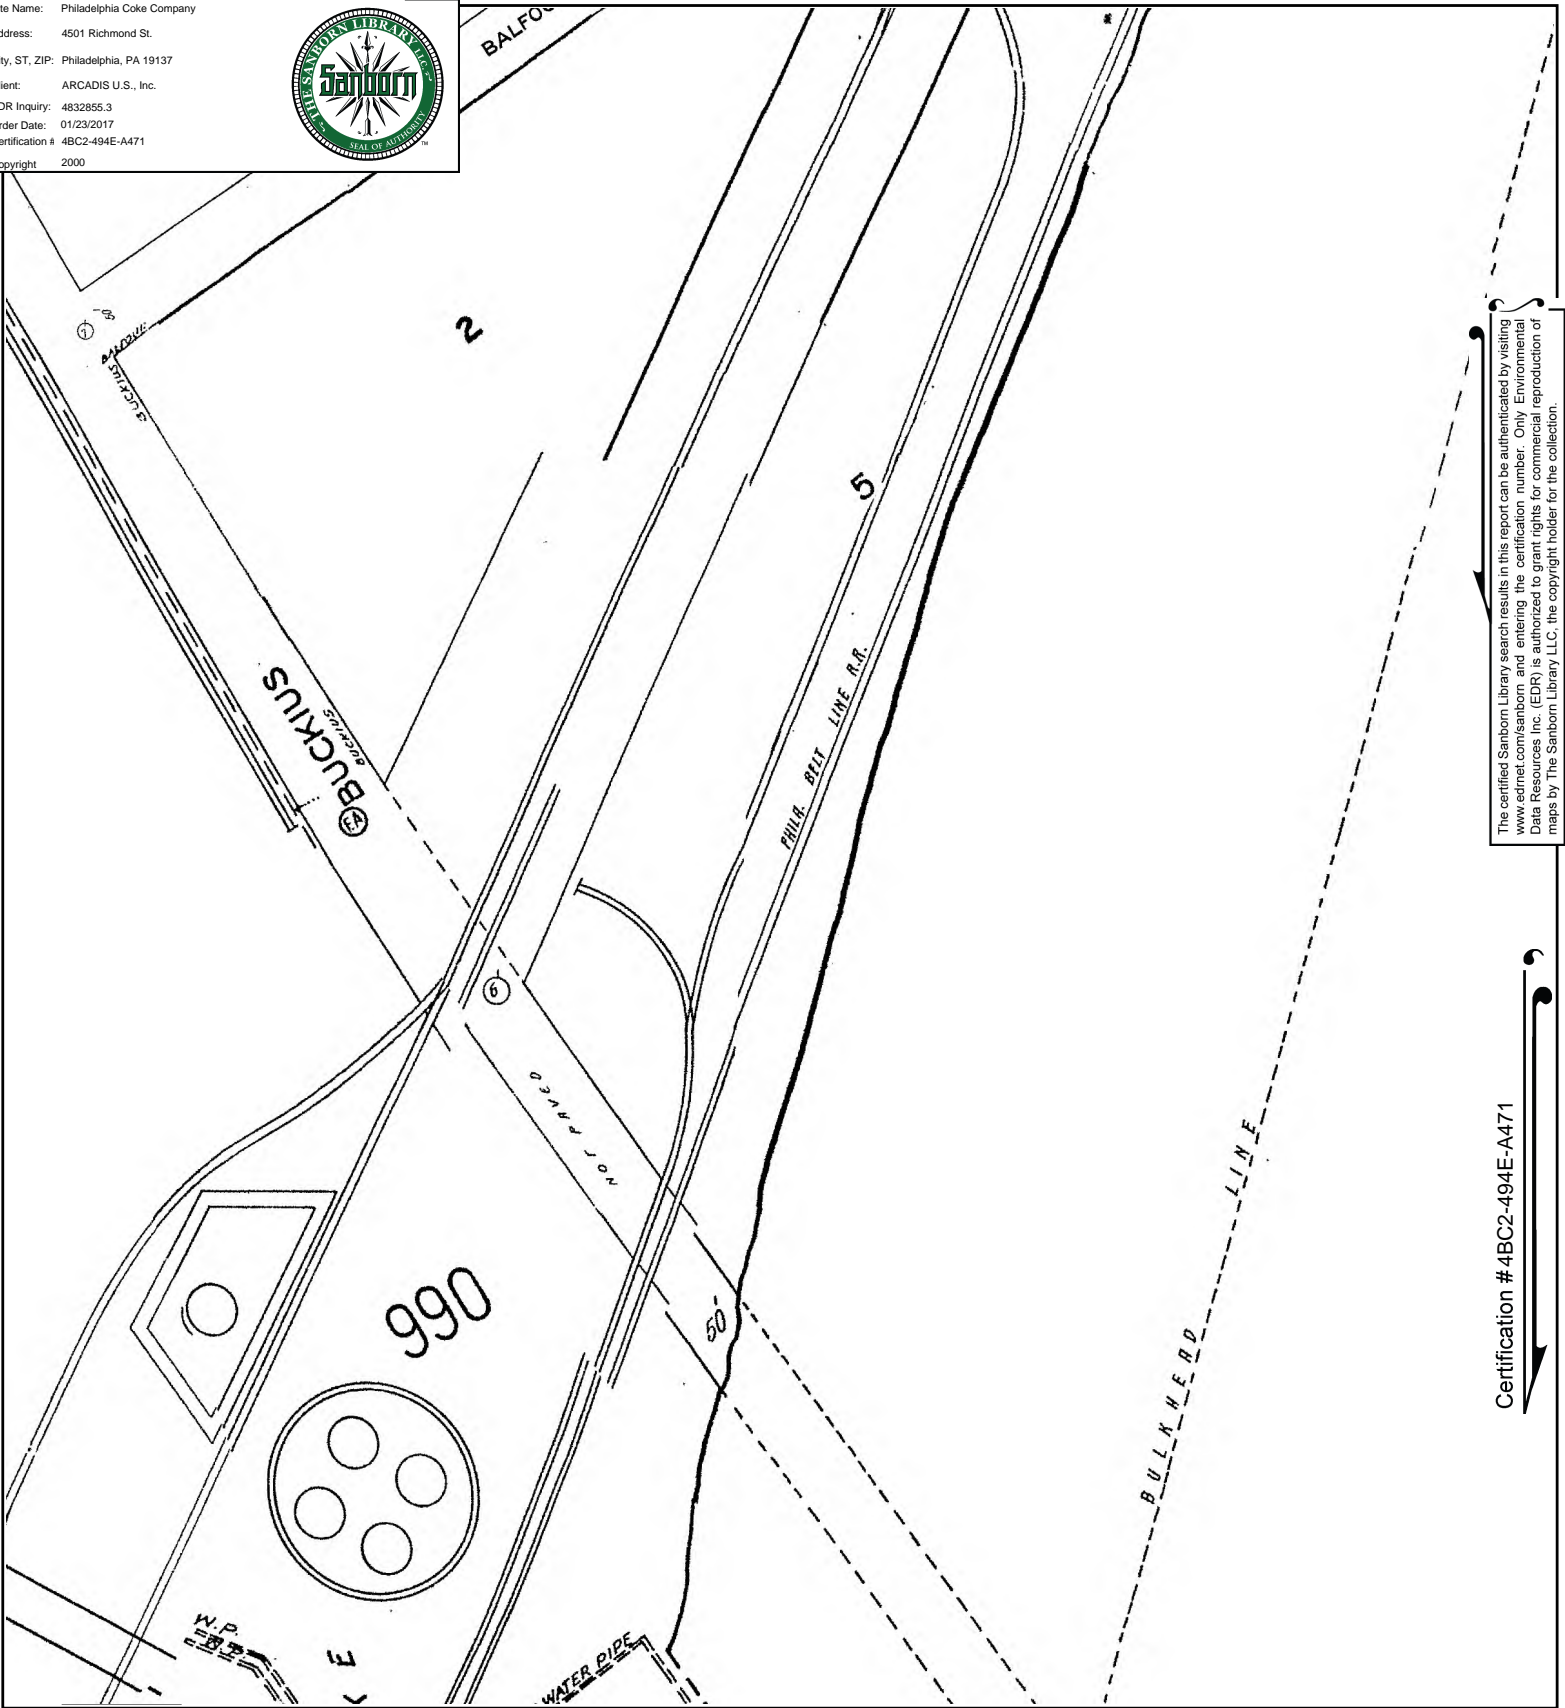 te Name: Philadelphia Coke Company
ddress: 4501 Richmond St.
ty, ST, ZIP: Philadelphia, PA 19137
ient: ARCADIS U.S., Inc.
DR Inquiry: 4832855.3
rder Date: 01/23/2017
ertification # 4BC2-494E-A471
opyright 2000
THE SANBORN LIBRARY, LLC.
Sanborn
SEAL OF AUTHORITY
TM
BALFO
50'
BUCKIUS
2
5
BUCKIUS
BUCKIUS
F.A.
PHILA. BELT LINE R.R.
6
NOT PAVED
990
50'
BULKHEAD LINE
W.P.
KE
WATER PIPE
The certified Sanborn Library search results in this report can be authenticated by visiting
www.edrnet.com/sanborn and entering the certification number. Only Environmental
Data Resources Inc. (EDR) is authorized to grant rights for commercial reproduction of
maps by The Sanborn Library LLC, the copyright holder for the collection.
Certification # 4BC2-494E-A471